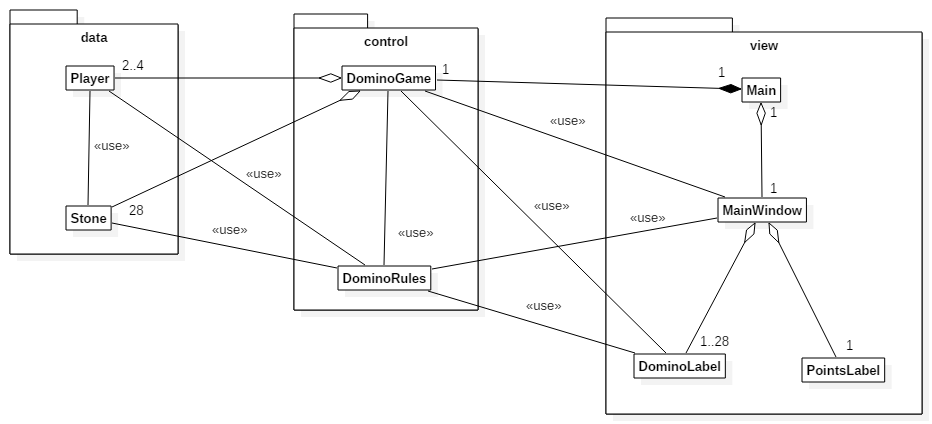 data
control
view
Player
2..4
DominoGame
1
1
Main
1
«use»
«use»
«use»
Stone
28
«use»
«use»
«use»
«use»
1
MainWindow
DominoRules
«use»
1..28
1
DominoLabel
PointsLabel